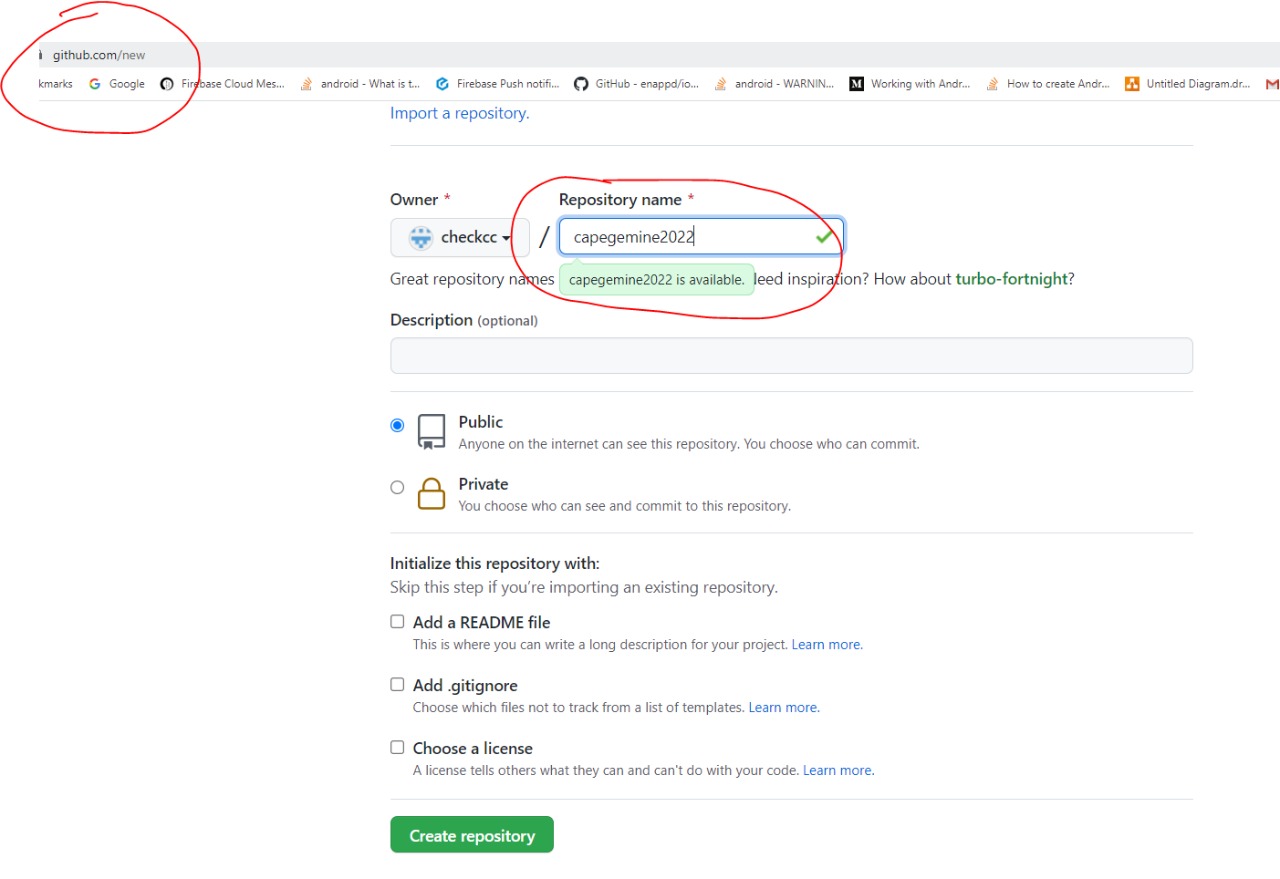 github.com/new
kmarks Google Firebase Cloud Mes... android - What is t... Firebase Push notifi... GitHub - enappd/io... android - WARNIN... Working with Andr... How to create Andr... Untitled Diagram.dr...
Import a repository.
Owner * Repository name *
checkcc / capegemine2022
Great repository names capegemine2022 is available. eed inspiration? How about turbo-fortnight?
Description (optional)
Public
Anyone on the internet can see this repository. You choose who can commit.
Private
You choose who can see and commit to this repository.
Initialize this repository with:
Skip this step if you’re importing an existing repository.
Add a README file
This is where you can write a long description for your project. Learn more.
Add .gitignore
Choose which files not to track from a list of templates. Learn more.
Choose a license
A license tells others what they can and can't do with your code. Learn more.
Create repository